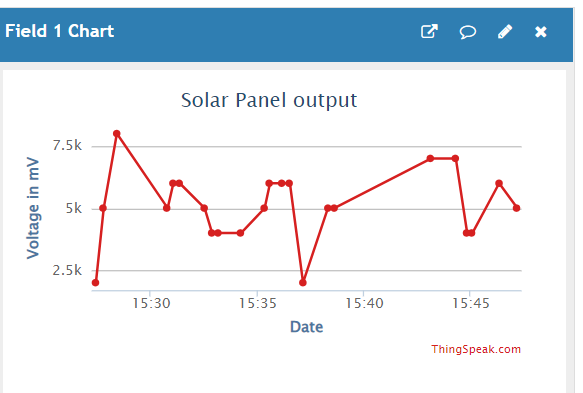 Field 1 Chart
Solar Panel output
Voltage in mV
7.5k
5k
2.5k
15:30 15:35 15:40 15:45
Date
ThingSpeak.com